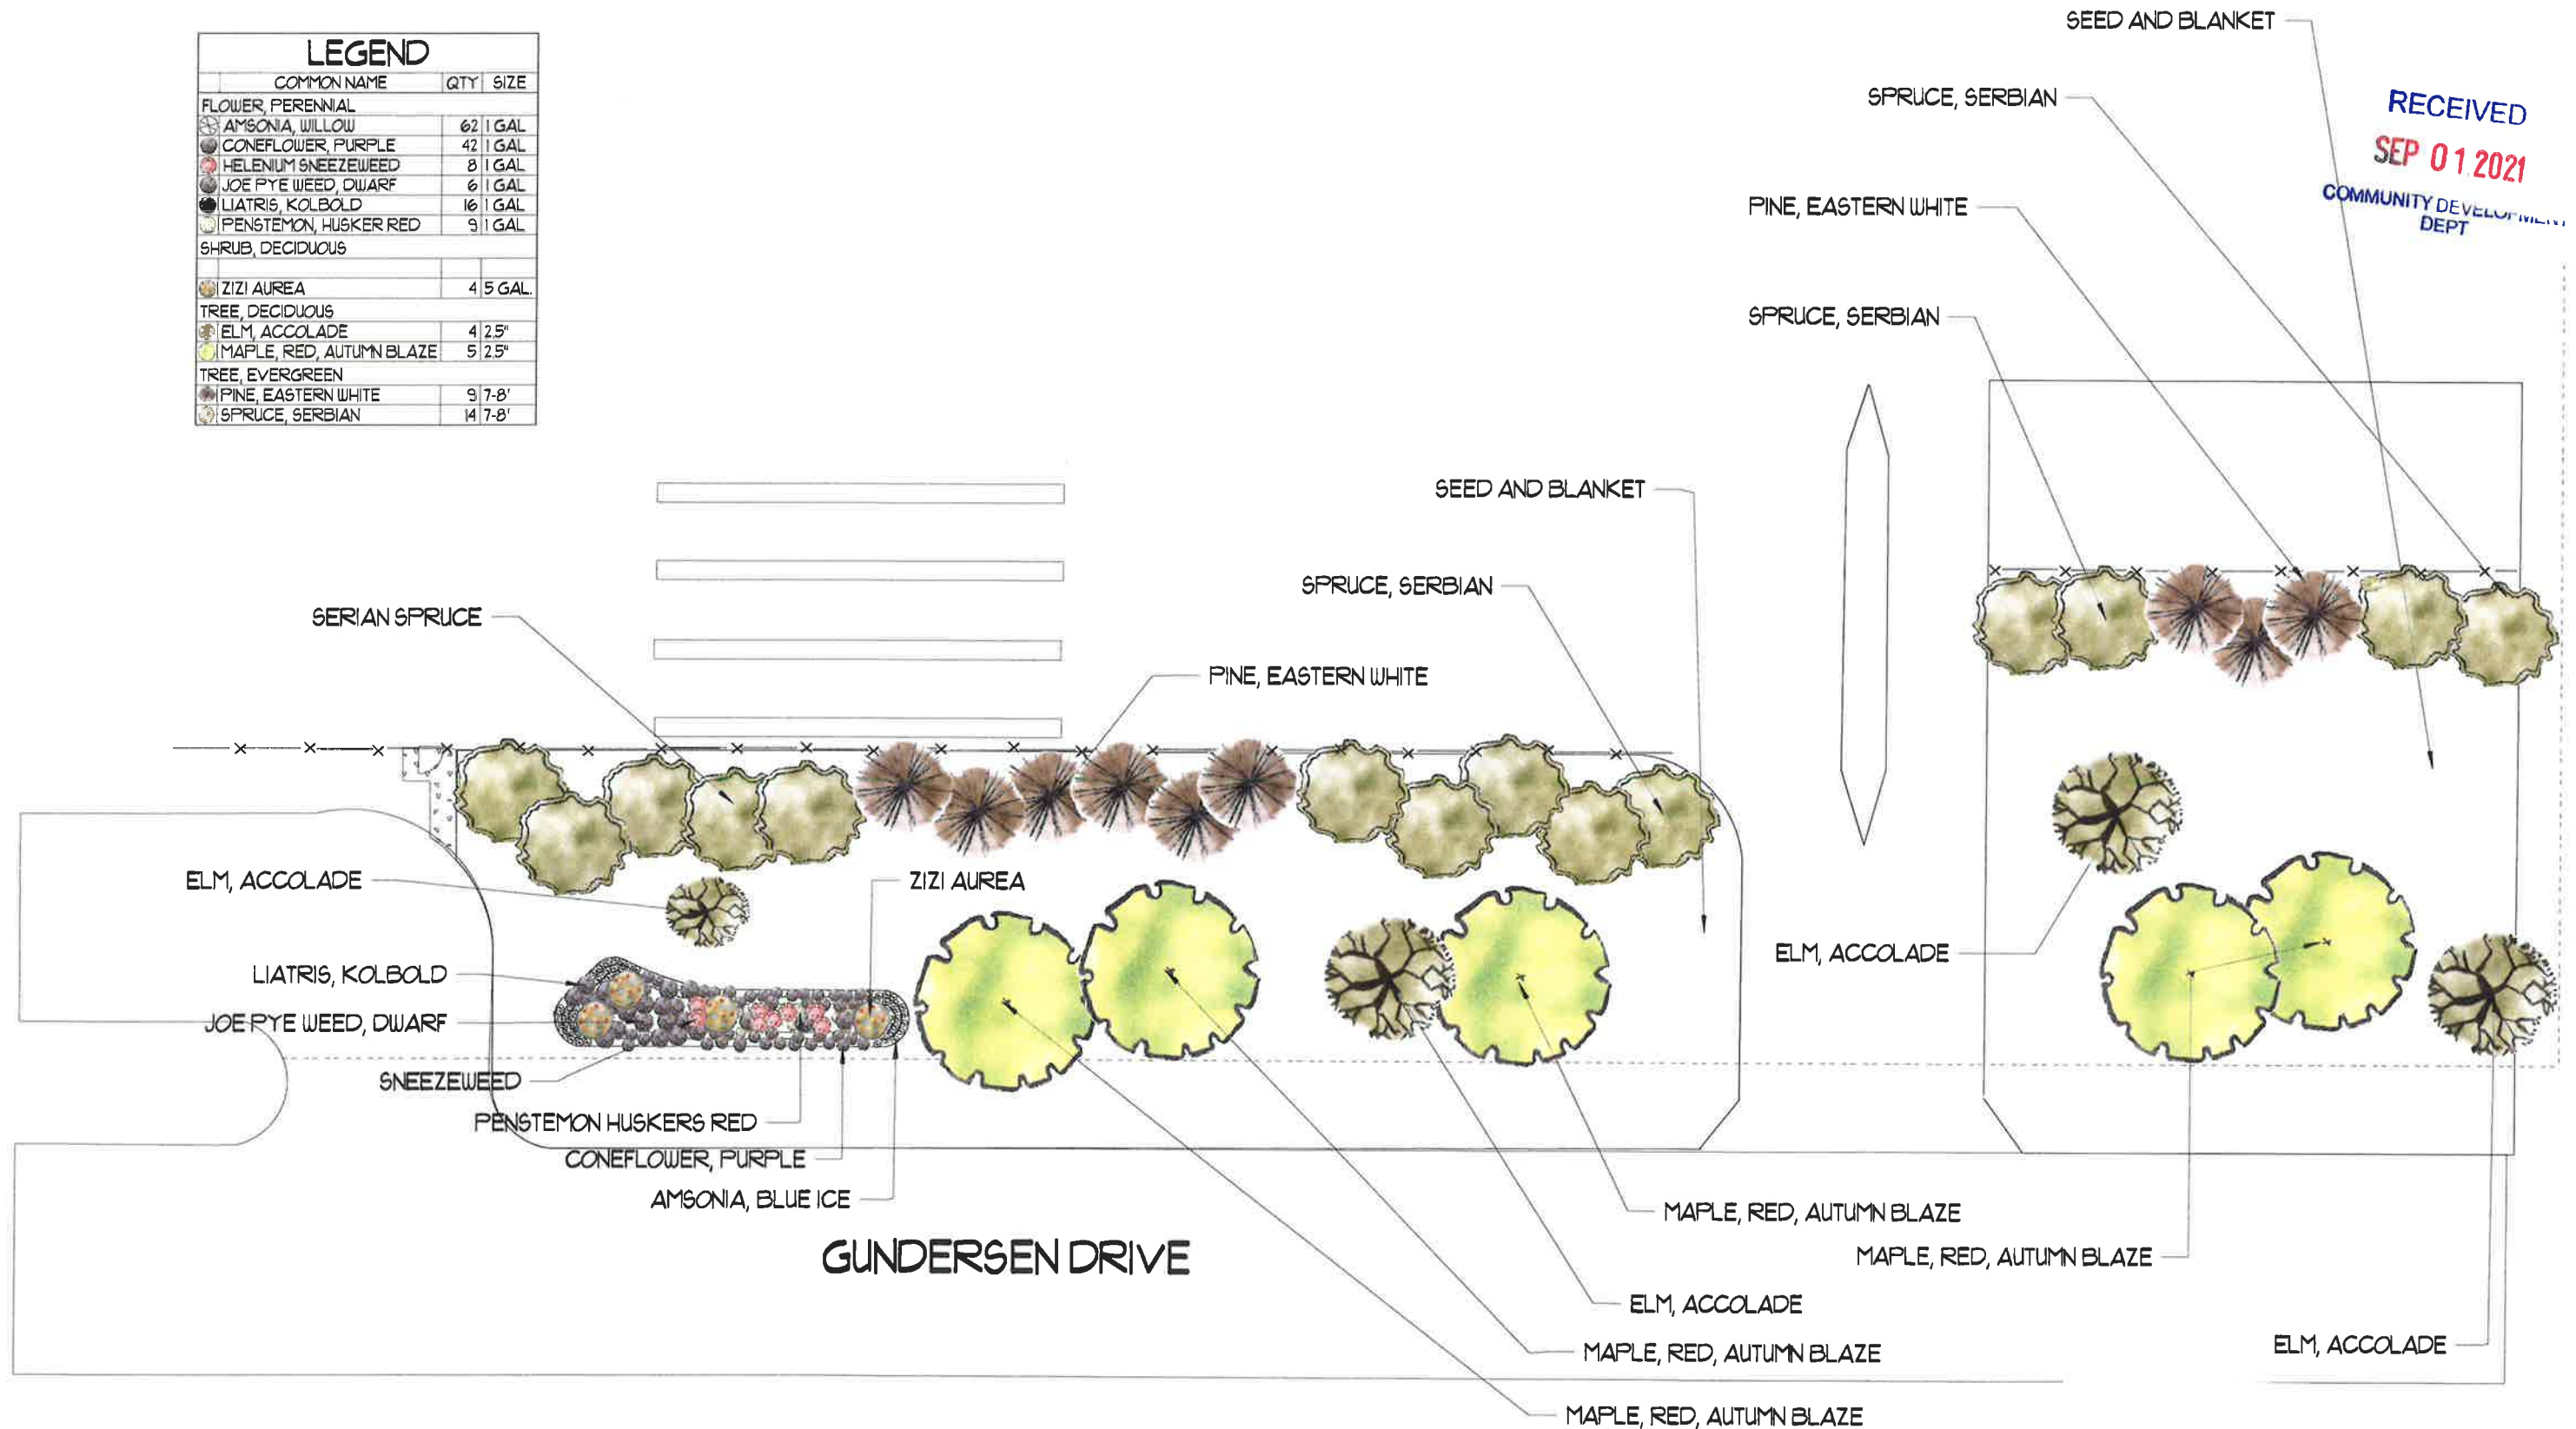 LEGEND
COMMON NAME QTY SIZE
FLOWER, PERENNIAL
AMSONIA, WILLOW 62 1 GAL
CONEFLOWER, PURPLE 42 1 GAL
HELENIUM SNEEZEWEED 8 1 GAL
JOE PYE WEED, DWARF 6 1 GAL
LIATRIS, KOLBOLD 16 1 GAL
PENSTEMON, HUSKER RED 9 1 GAL
SHRUB, DECIDUOUS
ZIZI AUREA 4 5 GAL.
TREE, DECIDUOUS
ELM, ACCOLADE 4 2.5"
MAPLE, RED, AUTUMN BLAZE 5 2.5"
TREE, EVERGREEN
PINE, EASTERN WHITE 9 7-8'
SPRUCE, SERBIAN 14 7-8'
SEED AND BLANKET
SPRUCE, SERBIAN
RECEIVED
SEP 01 2021
COMMUNITY DEVELOPMENT
DEPT
PINE, EASTERN WHITE
SPRUCE, SERBIAN
SEED AND BLANKET
SPRUCE, SERBIAN
SERIAN SPRUCE
PINE, EASTERN WHITE
ELM, ACCOLADE
ZIZI AUREA
LIATRIS, KOLBOLD
ELM, ACCOLADE
JOE PYE WEED, DWARF
SNEEZEWEED
PENSTEMON HUSKERS RED
CONEFLOWER, PURPLE
AMSONIA, BLUE ICE
MAPLE, RED, AUTUMN BLAZE
GUNDERSEN DRIVE
MAPLE, RED, AUTUMN BLAZE
ELM, ACCOLADE
ELM, ACCOLADE
MAPLE, RED, AUTUMN BLAZE
MAPLE, RED, AUTUMN BLAZE